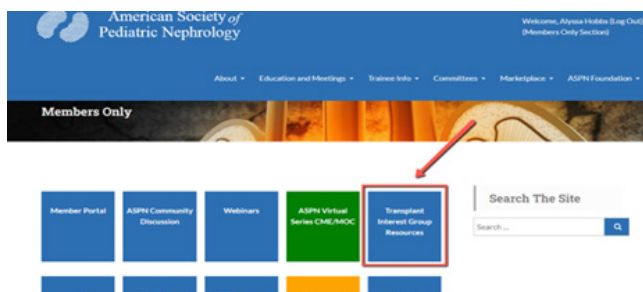 American Society of
Pediatric Nephrology
Welcome, Alyssa Hobbs (Log Out)
(Members Only Section)
About
Education and Meetings
Trainee Info
Committees
Marketplace
ASPN Foundation
Members Only
Member Portal
ASPN Community
Discussion
Webinars
ASPN Virtual
Series CME/MOC
Transplant
Interest Group
Resources
Search The Site
Search ...